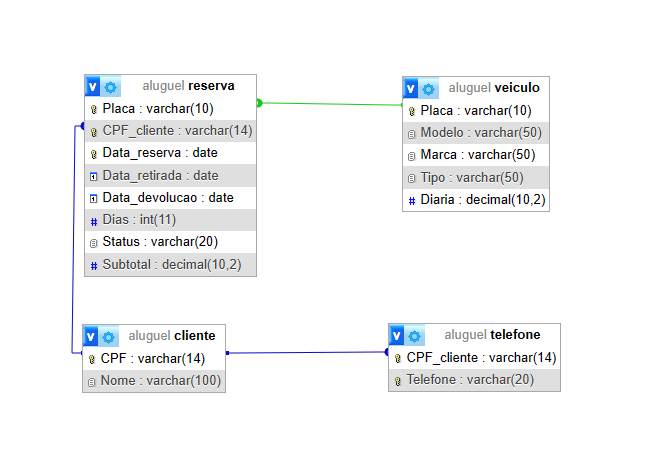 aluguel reserva
Placa : varchar(10)
CPF_cliente : varchar(14)
Data_reserva : date
Data_retirada : date
Data_devolucao : date
# Dias : int(11)
Status : varchar(20)
# Subtotal : decimal(10,2)
aluguel veiculo
Placa : varchar(10)
Modelo : varchar(50)
Marca : varchar(50)
Tipo : varchar(50)
# Diaria : decimal(10,2)
aluguel cliente
CPF : varchar(14)
Nome : varchar(100)
aluguel telefone
CPF_cliente : varchar(14)
Telefone : varchar(20)